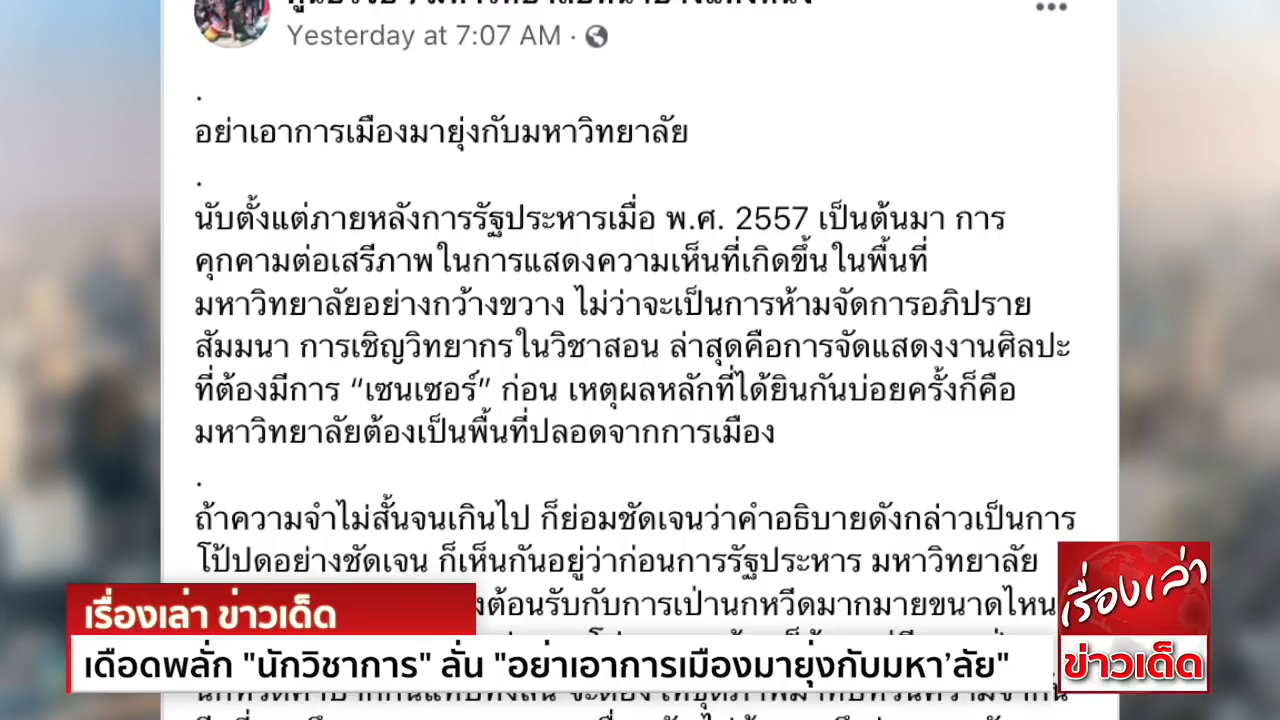 Yesterday at 7:07 AM ·
.
อย่าเอาการเมืองมายุ่งกับมหาวิทยาลัย
.
นับตั้งแต่ภายหลังการรัฐประหารเมื่อ พ.ศ. 2557 เป็นต้นมา การ
คุกคามต่อเสรีภาพในการแสดงความเห็นที่เกิดขึ้นในพื้นที่
มหาวิทยาลัยอย่างกว้างขวาง ไม่ว่าจะเป็นการห้ามจัดการอภิปราย
สัมมนา การเชิญวิทยากรในวิชาสอน ล่าสุดคือการจัดแสดงงานศิลปะ
ที่ต้องมีการ “เซนเซอร์” ก่อน เหตุผลหลักที่ได้ยินกันบ่อยครั้งก็คือ
มหาวิทยาลัยต้องเป็นพื้นที่ปลอดจากการเมือง
.
ถ้าความจำไม่สั้นจนเกินไป ก็ย่อมชัดเจนว่าคำอธิบายดังกล่าวเป็นการ
โป้ปดอย่างชัดเจน ก็เห็นกันอยู่ว่าก่อนการรัฐประหาร มหาวิทยาลัย
ต้อนรับกับการเป่านกหวีดมากมายขนาดไหน
เรื่องเล่า ข่าวเด็ด
เดือดพลั่ก "นักวิชาการ" ลั่น "อย่าเอาการเมืองมายุ่งกับมหา’ลัย"
เรื่องเล่า
ข่าวเด็ด